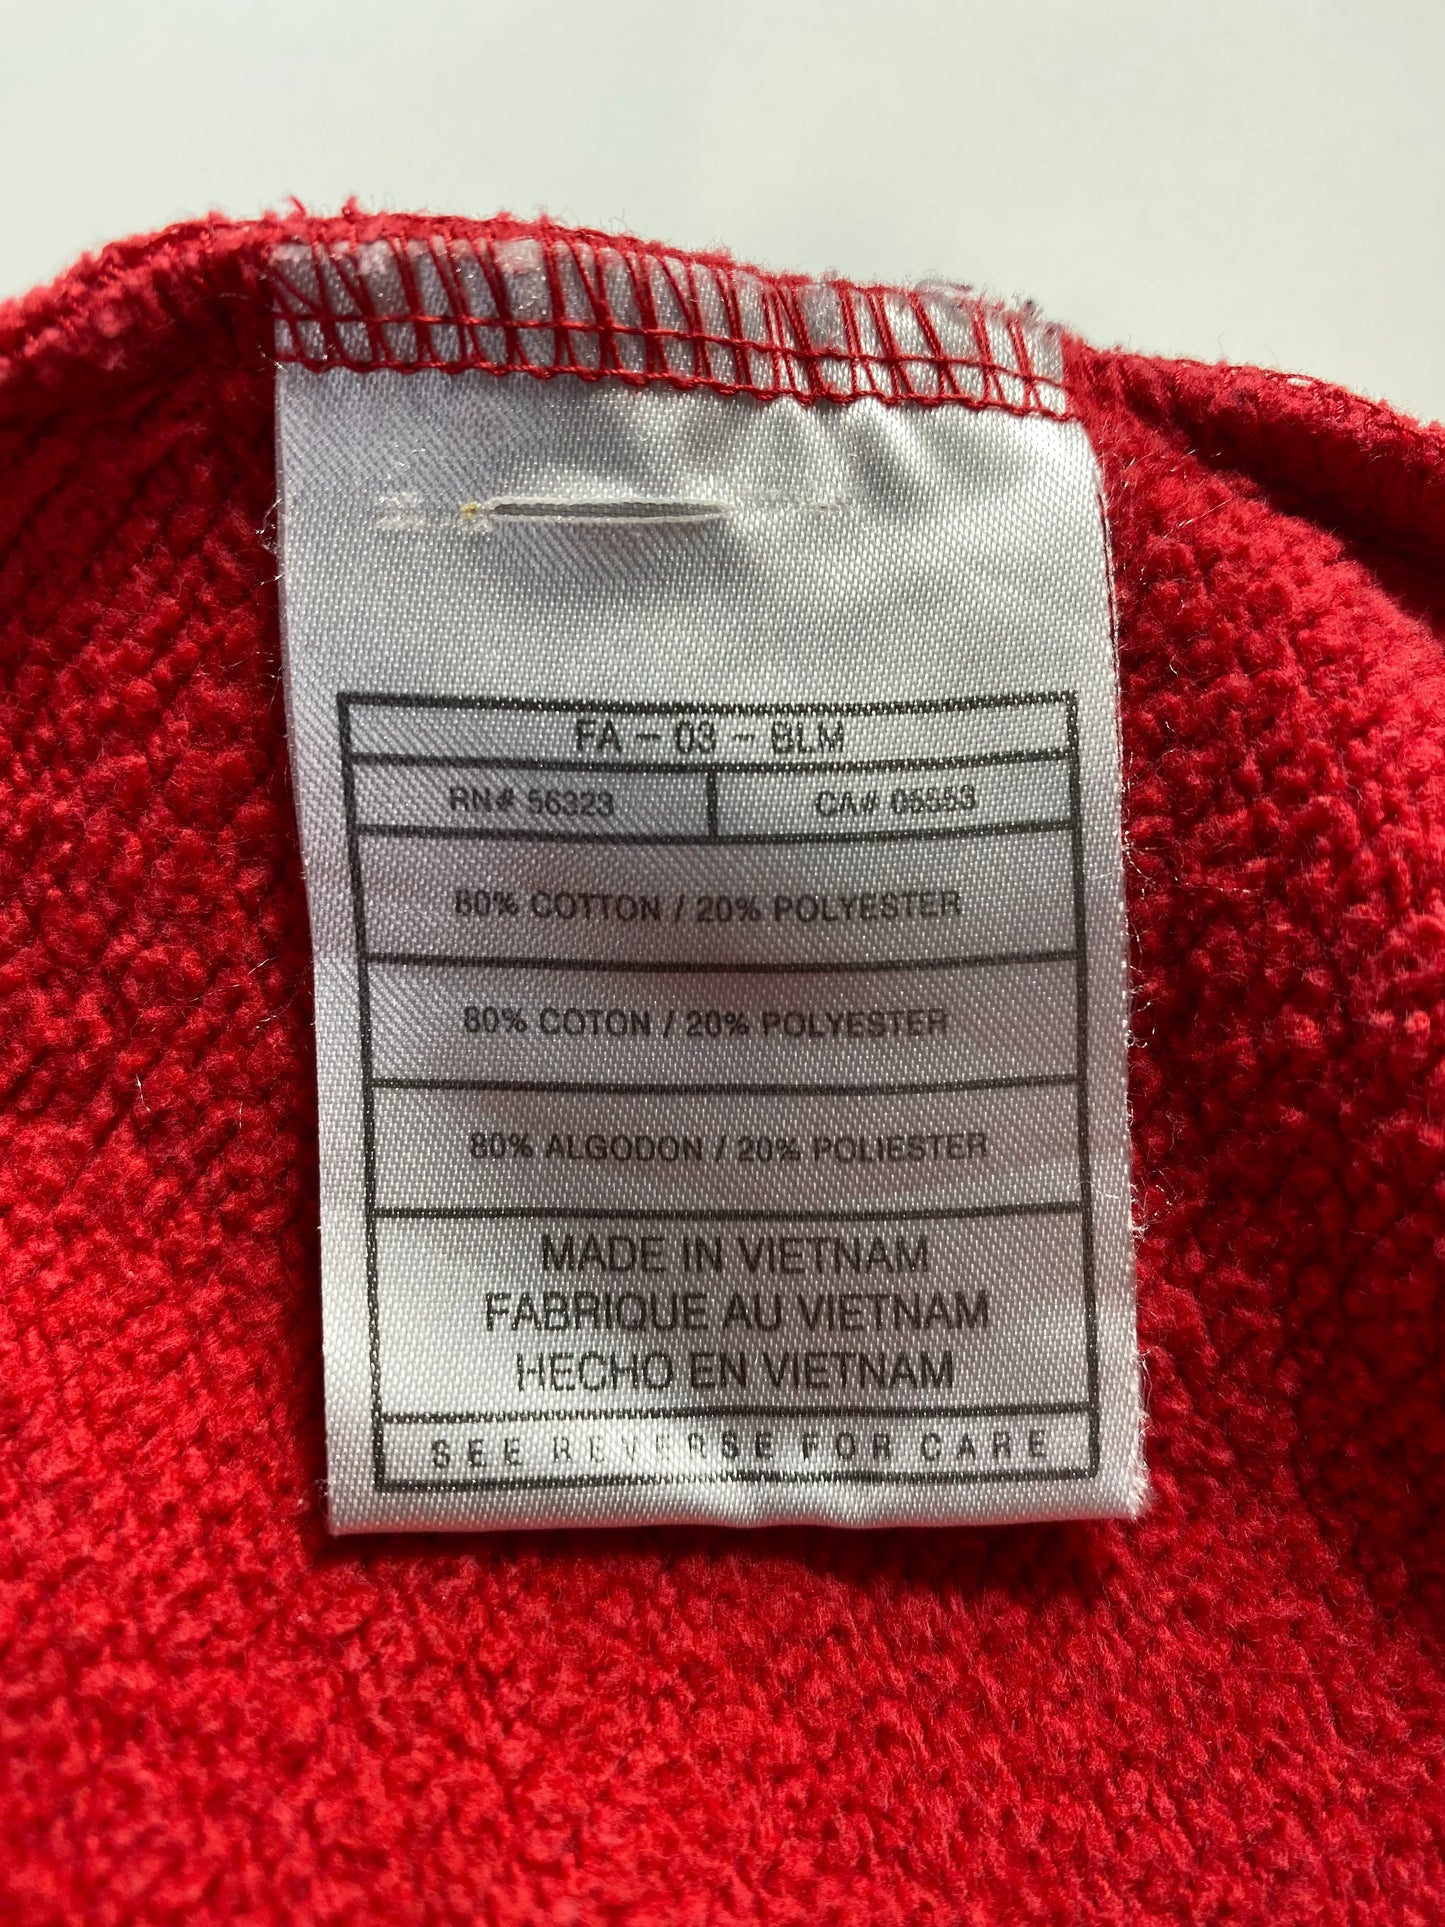 FA - 03 - BLM
RN# 56323 CA# 05553
80% COTTON / 20% POLYESTER
80% COTON / 20% POLYESTER
80% ALGODON / 20% POLIESTER
MADE IN VIETNAM
FABRIQUE AU VIETNAM
HECHO EN VIETNAM
SEE REVERSE FOR CARE